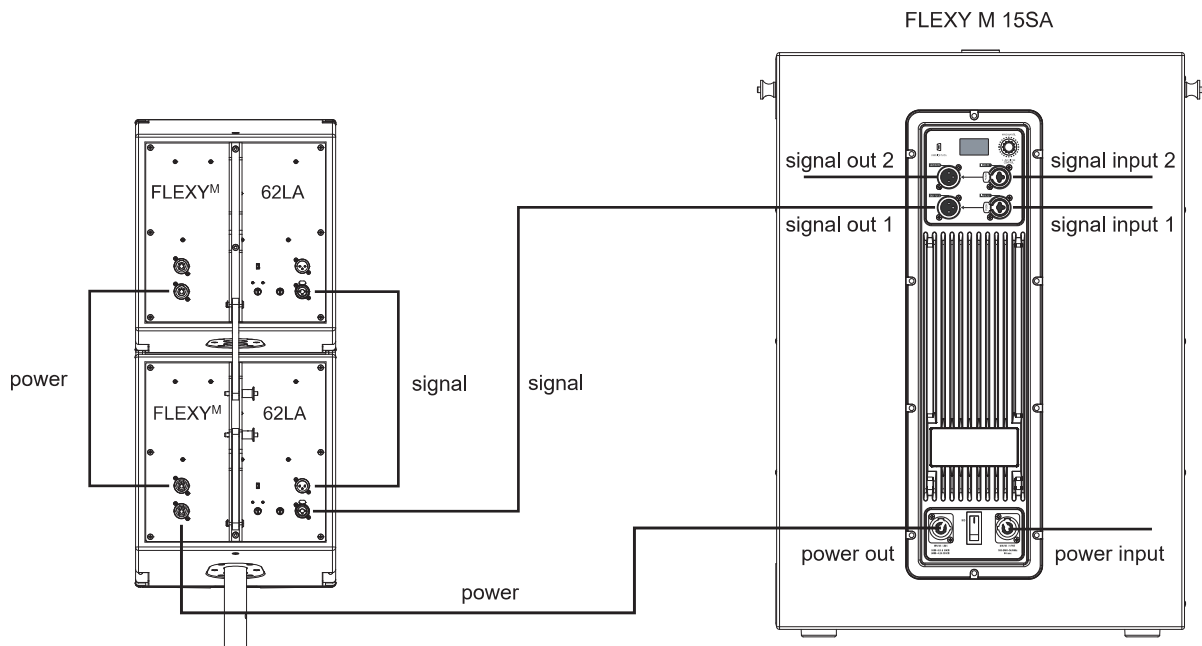 FLEXY M 15SA
signal out 2
signal input 2
signal out 1
signal input 1
FLEXYᴹ 62LA
power
signal
signal
FLEXYᴹ 62LA
power out
power input
power